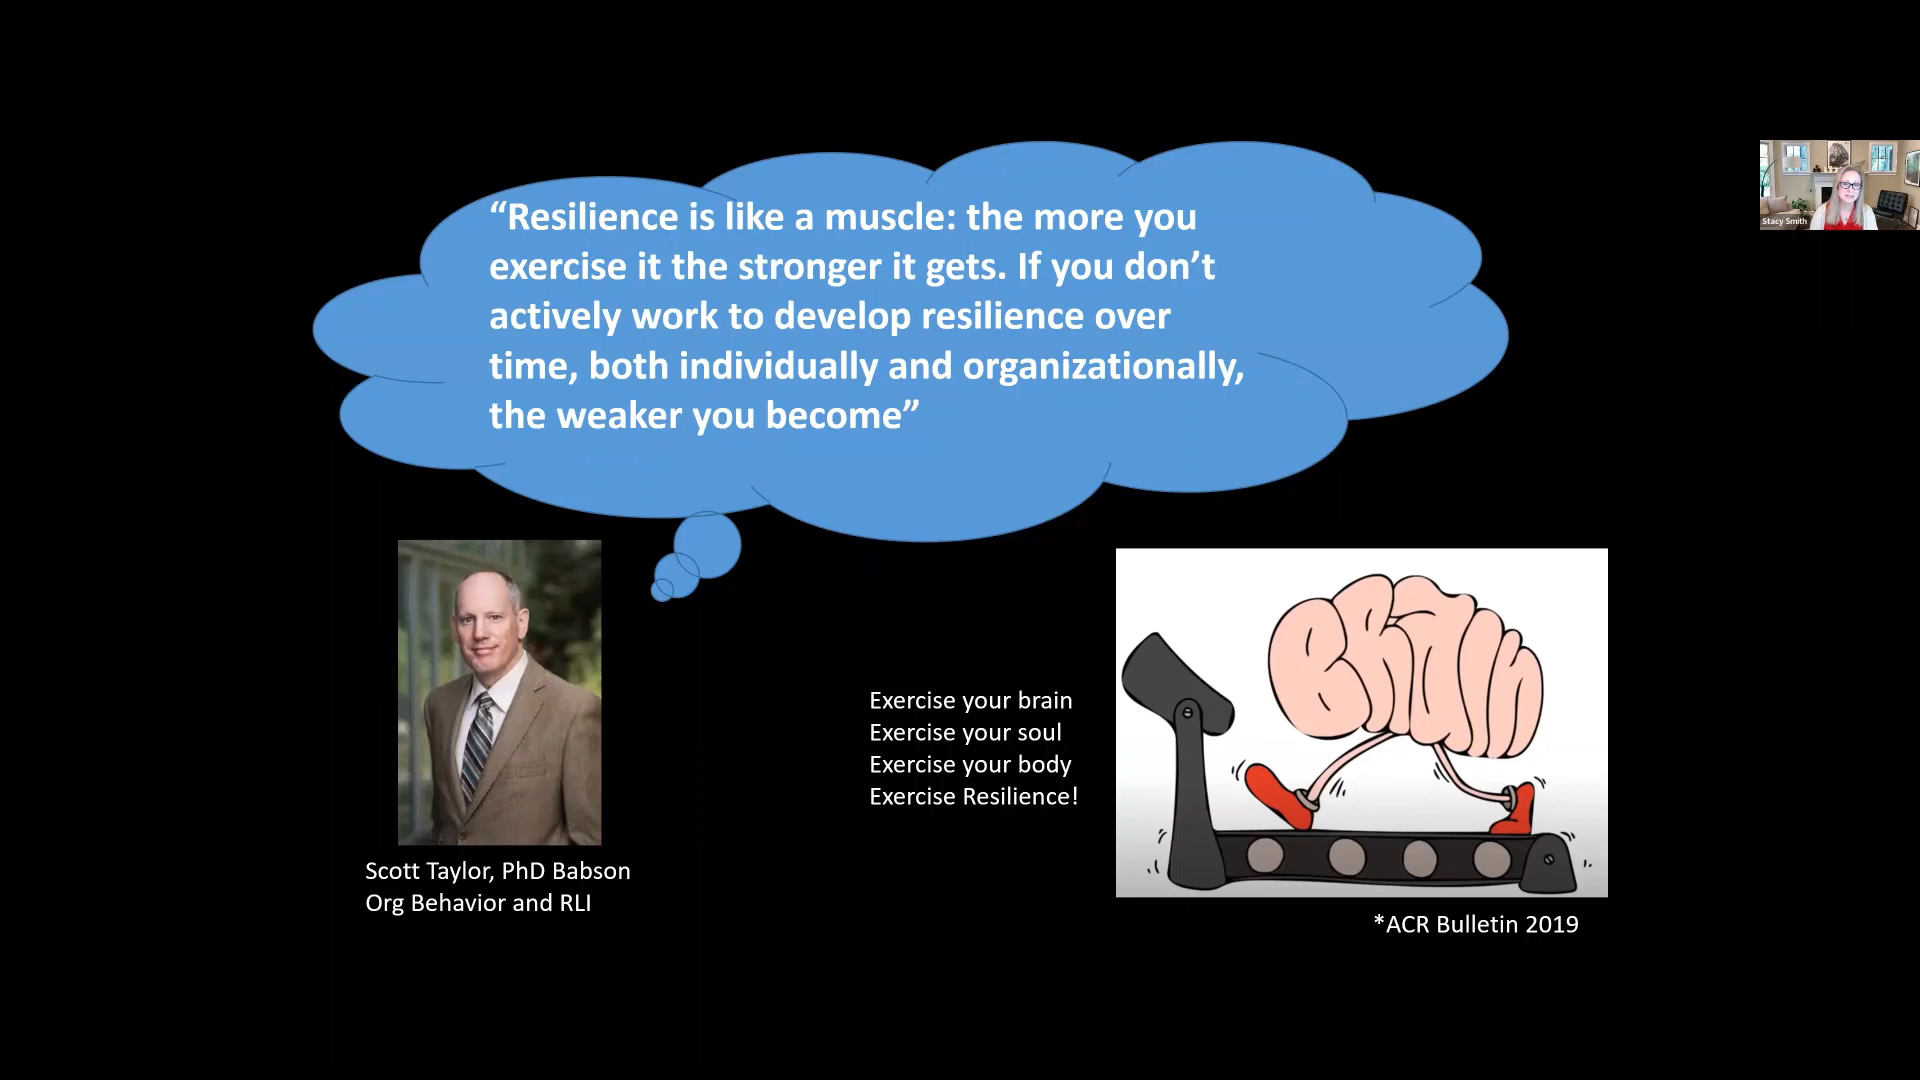 “Resilience is like a muscle: the more you
exercise it the stronger it gets. If you don’t
actively work to develop resilience over
time, both individually and organizationally,
the weaker you become”
Stacy Smith
Exercise your brain
Exercise your soul
Exercise your body
Exercise Resilience!
BRAIN
Scott Taylor, PhD Babson
Org Behavior and RLI
*ACR Bulletin 2019